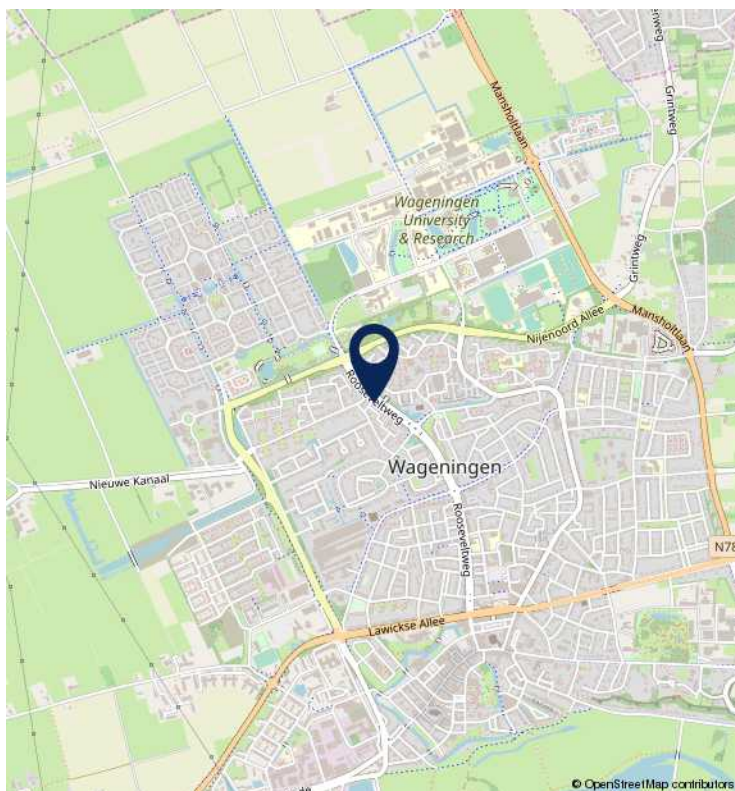 Mansholtlaan
Grintweg
Wageningen
University
& Research
Grintweg
Mansholtlaan
Nijenoord Allee
Rooseveltweg
Wageningen
Nieuwe Kanaal
Rooseveltweg
N78
Lawickse Allee
© OpenStreetMap contributors